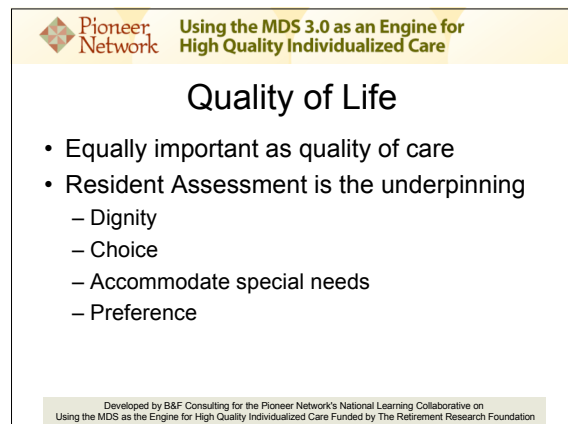 Pioneer Network
Using the MDS 3.0 as an Engine for
High Quality Individualized Care
Quality of Life
• Equally important as quality of care
• Resident Assessment is the underpinning
– Dignity
– Choice
– Accommodate special needs
– Preference
Developed by B&F Consulting for the Pioneer Network's National Learning Collaborative on
Using the MDS as the Engine for High Quality Individualized Care Funded by The Retirement Research Foundation